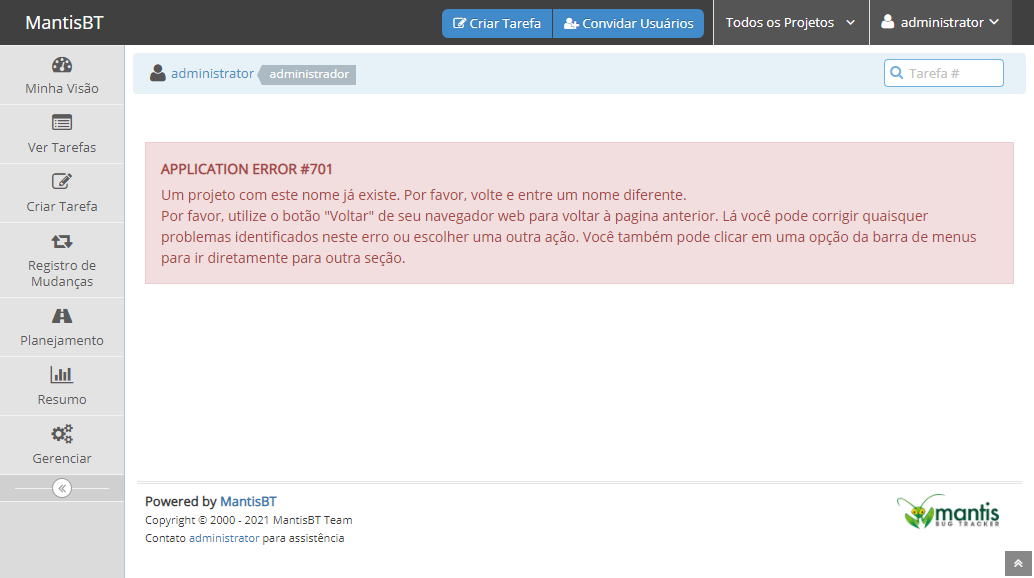 MantisBT
Criar Tarefa
Convidar Usuários
Todos os Projetos
administrator
administrator
administrador
Tarefa #
Minha Visão
Ver Tarefas
Criar Tarefa
Registro de
Mudanças
Planejamento
Resumo
Gerenciar
APPLICATION ERROR #701
Um projeto com este nome já existe. Por favor, volte e entre um nome diferente.
Por favor, utilize o botão "Voltar" de seu navegador web para voltar à pagina anterior. Lá você pode corrigir quaisquer
problemas identificados neste erro ou escolher uma outra ação. Você também pode clicar em uma opção da barra de menus
para ir diretamente para outra seção.
Powered by MantisBT
Copyright © 2000 - 2021 MantisBT Team
Contato administrator para assistência
mantis
BUG TRACKER